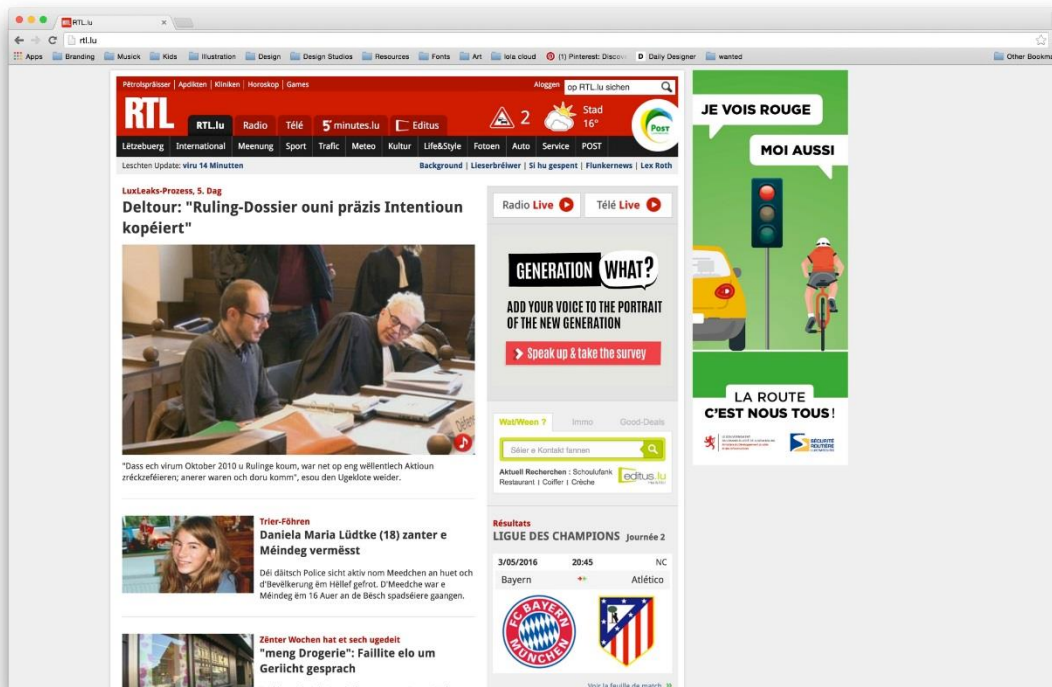 RTL.lu
rtl.lu
Apps Branding Musick Kids Illustration Design Design Studios Resources Fonts Art lola cloud (1) Pinterest: Discov Daily Designer wanted Other Bookma
Pëtrolspräisser | Apdikten | Kliniken | Horoskop | Games
Aloggen op RTL.lu sichen
RTL
RTL.lu Radio Télé 5minutes.lu Editus
2 Stad
16°
POST
Lëtzebuerg International Meenung Sport Trafic Meteo Kultur Life&Style Fotoen Auto Service POST
Leschten Update: viru 14 Minutten
Background | Lieserbréiwer | Si hu gespent | Flunkernews | Lex Roth
LuxLeaks-Prozess, 5. Dag
Deltour: "Ruling-Dossier ouni präzis Intentioun
kopéiert"
"Dass ech virum Oktober 2010 u Rulinge koum, war net op eng wëllentlech Aktioun
zréckzeféieren; anerer waren och doru komm", esou den Ugeklote weider.
Trier-Föhren
Daniela Maria Lüdtke (18) zanter e
Méindeg vermësst
Déi däitsch Police sicht aktiv nom Meedchen an huet och
d'Bevëlkerung ëm Hëllef gefrot. D'Meedche war e
Méindeg ëm 16 Auer an de Bësch spadséiere gaangen.
Zënter Wochen hat et sech ugedeit
"meng Drogerie": Faillite elo um
Geriicht gesprach
Radio Live
Télé Live
GENERATION WHAT?
ADD YOUR VOICE TO THE PORTRAIT
OF THE NEW GENERATION
Speak up & take the survey
Wat/Ween ? Immo Good-Deals
Sëier e Kontakt fannen
Aktuell Recherchen : Schoulufank
Restaurant | Coiffer | Crèche
editus.lu
Résultats
LIGUE DES CHAMPIONS Journée 2
3/05/2016 20:45 NC
Bayern Atlético
FC BAYERN
MÜNCHEN
Voir la feuille de match
JE VOIS ROUGE
MOI AUSSI
LA ROUTE
C'EST NOUS TOUS!
SÉCURITÉ
ROUTIÈRE